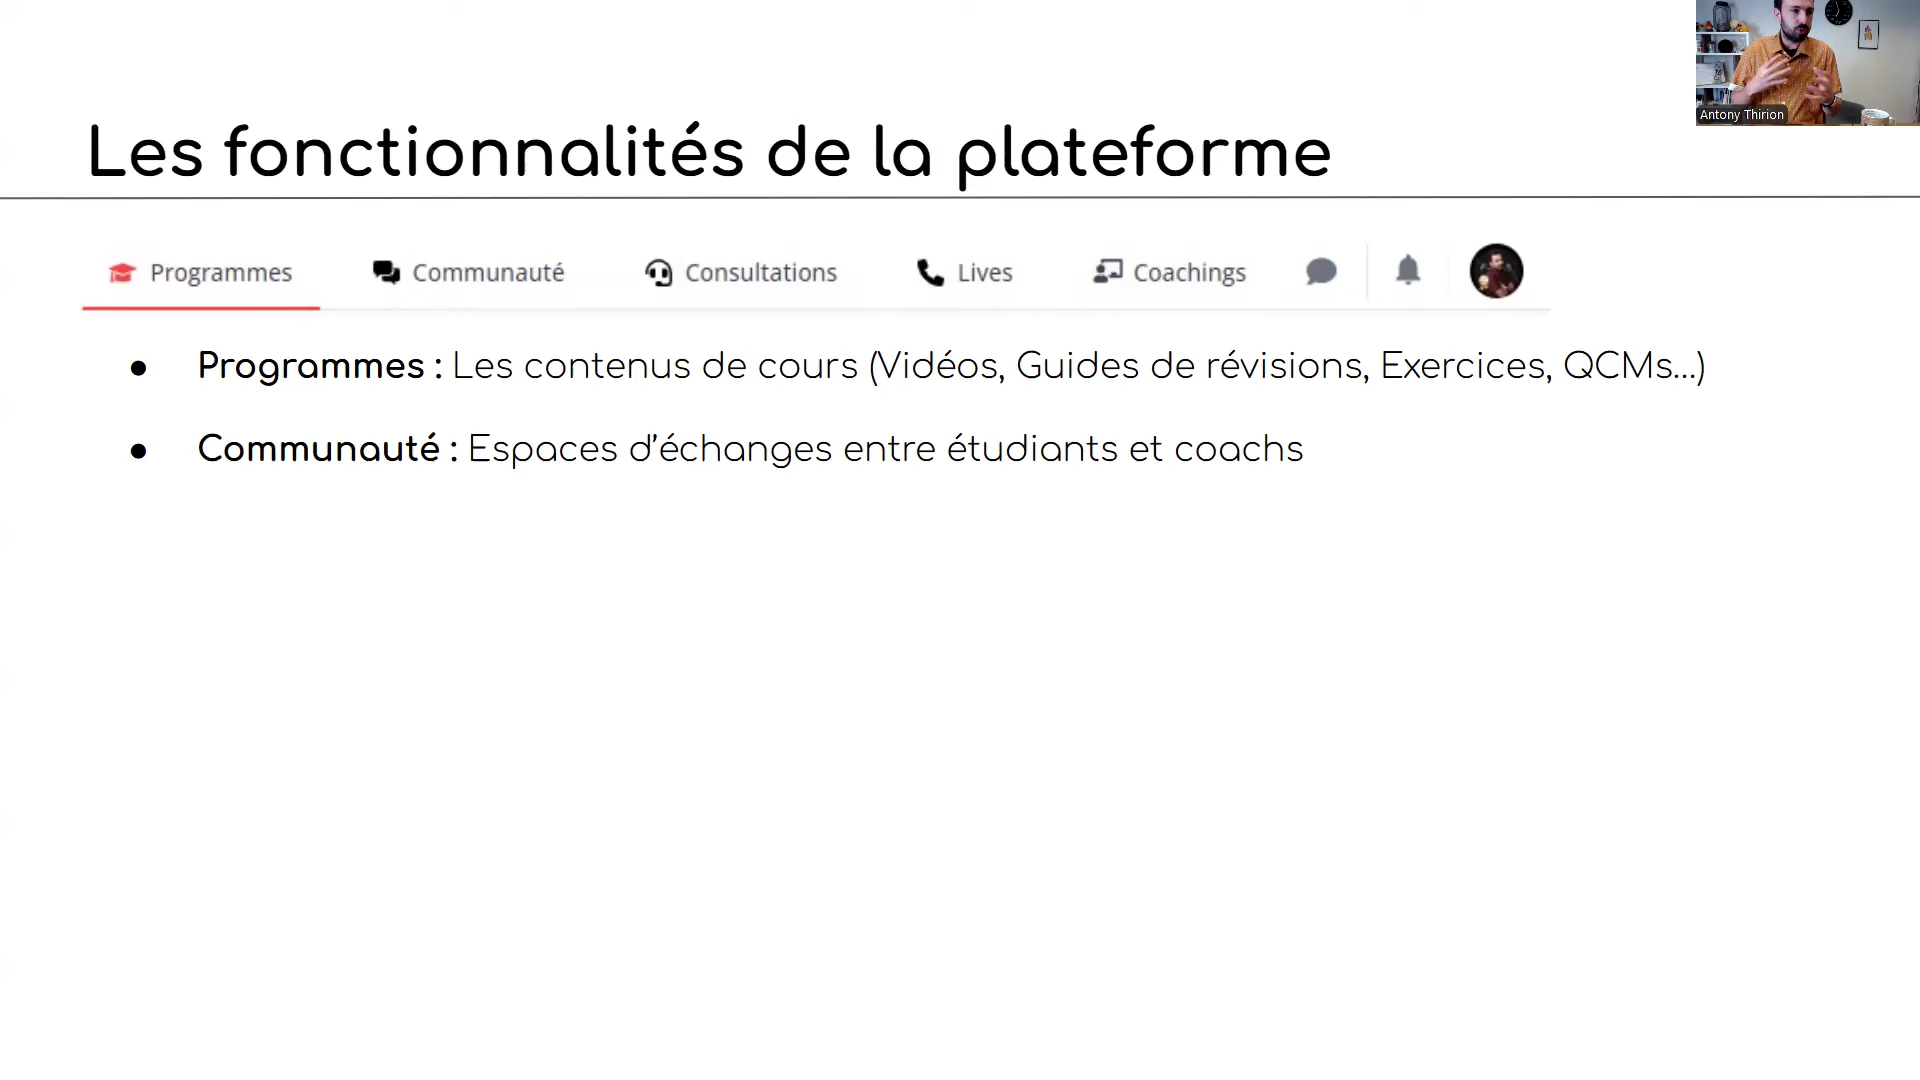 Antony Thirion
Les fonctionnalités de la plateforme
Programmes Communauté Consultations Lives Coachings
● Programmes : Les contenus de cours (Vidéos, Guides de révisions, Exercices, QCMs...)
● Communauté : Espaces d’échanges entre étudiants et coachs